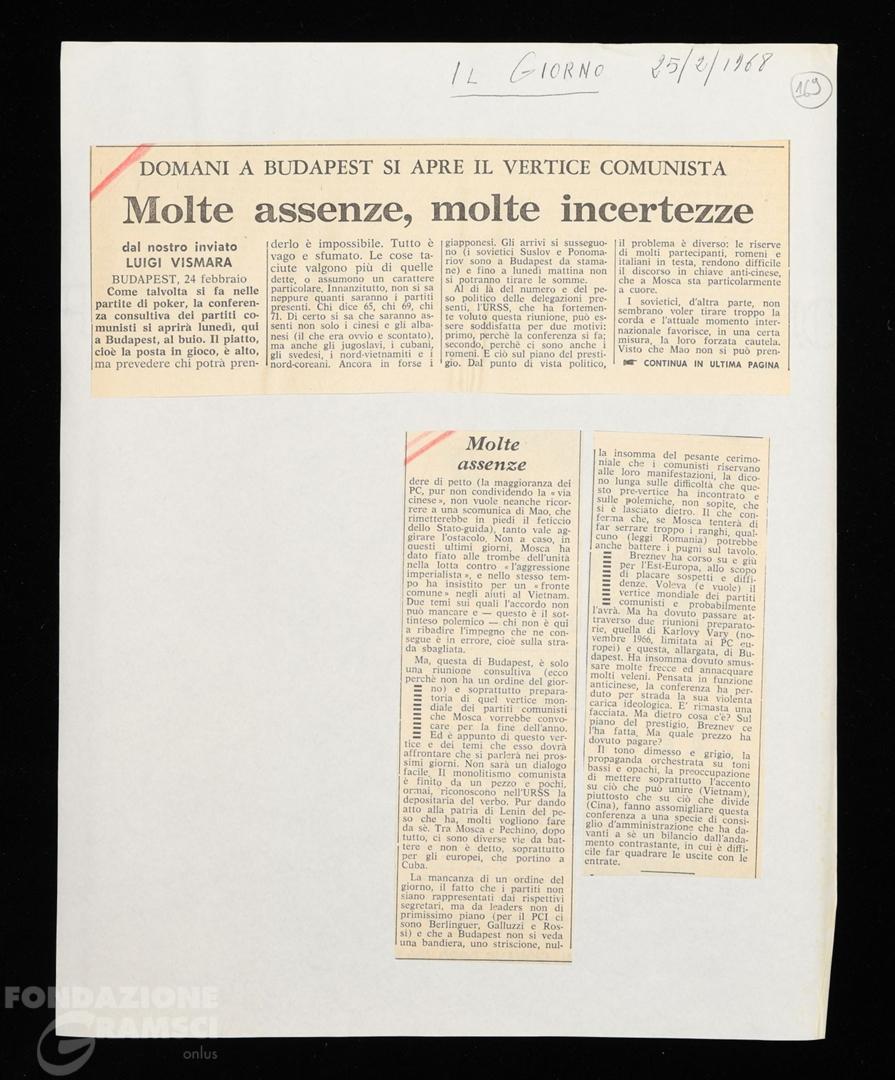 IL GIORNO 25/2/1968
169
DOMANI A BUDAPEST SI APRE IL VERTICE COMUNISTA
Molte assenze, molte incertezze
dal nostro inviato
LUIGI VISMARA
BUDAPEST, 24 febbraio
Come talvolta si fa nelle
partite di poker, la conferen-
za consultiva dei partiti co-
munisti si aprirà lunedì, qui
a Budapest, al buio. Il piatto,
cioè la posta in gioco, è alto,
ma prevedere chi potrà pren-
derlo è impossibile. Tutto è
vago e sfumato. Le cose ta-
ciute valgono più di quelle
dette, o assumono un carattere
particolare. Innanzitutto, non si sa
neppure quanti saranno i partiti
presenti. Chi dice 65, chi 69, chi
71. Di certo si sa che saranno as-
senti non solo i cinesi e gli alba-
nesi (il che era ovvio e scontato),
ma anche gli jugoslavi, i cubani,
gli svedesi, i nord-vietnamiti e i
nord-coreani. Ancora in forse i
giapponesi. Gli arrivi si susseguo-
no (i sovietici Suslov e Ponoma-
riov sono a Budapest da stama-
ne) e fino a lunedì mattina non
si potranno tirare le somme.
Al di là del numero e del pe-
so politico delle delegazioni pre-
senti, l'URSS, che ha fortemen-
te voluto questa riunione, può es-
sere soddisfatta per due motivi:
primo, perchè la conferenza si fa;
secondo, perchè ci sono anche i
romeni. E ciò sul piano del presti-
gio. Dal punto di vista politico,
il problema è diverso: le riserve
di molti partecipanti, romeni e
italiani in testa, rendono difficile
il discorso in chiave anti-cinese,
che a Mosca sta particolarmente
a cuore.
I sovietici, d'altra parte, non
sembrano voler tirare troppo la
corda e l'attuale momento inter-
nazionale favorisce, in una certa
misura, la loro forzata cautela.
Visto che Mao non si può pren-
☛ CONTINUA IN ULTIMA PAGINA
Molte
assenze
dere di petto (la maggioranza dei
PC, pur non condividendo la «via
cinese», non vuole neanche ricor-
rere a una scomunica di Mao, che
rimetterebbe in piedi il feticcio
dello Stato-guida), tanto vale ag-
girare l'ostacolo. Non a caso, in
questi ultimi giorni, Mosca ha
dato fiato alle trombe dell'unità
nella lotta contro «l'aggressione
imperialista», e nello stesso tem-
po ha insistito per un «fronte
comune» negli aiuti al Vietnam.
Due temi sui quali l'accordo non
può mancare e — questo è il sot-
tinteso polemico — chi non è qui
a ribadire l'impegno che ne con-
segue è in errore, cioè sulla stra-
da sbagliata.
Ma, questa di Budapest, è solo
una riunione consultiva (ecco
perchè non ha un ordine del gior-
no) e soprattutto prepara-
toria di quel vertice mon-
diale dei partiti comunisti
che Mosca vorrebbe convo-
care per la fine dell'anno.
Ed è appunto di questo ver-
tice e dei temi che esso dovrà
affrontare che si parlerà nei pros-
simi giorni. Non sarà un dialogo
facile. Il monolitismo comunista
è finito da un pezzo e pochi,
ormai, riconoscono nell'URSS la
depositaria del verbo. Pur dando
atto alla patria di Lenin del pe-
so che ha, molti vogliono fare
da sè. Tra Mosca e Pechino, dopo
tutto, ci sono diverse vie da bat-
tere e non è detto, soprattutto
per gli europei, che portino a
Cuba.
La mancanza di un ordine del
giorno, il fatto che i partiti non
siano rappresentati dai rispettivi
segretari, ma da leaders non di
primissimo piano (per il PCI ci
sono Berlinguer, Galluzzi e Ros-
si) e che a Budapest non si veda
una bandiera, uno striscione, nul-
la insomma del pesante cerimo-
niale che i comunisti riservano
alle loro manifestazioni, la dico-
no lunga sulle difficoltà che que-
sto pre-vertice ha incontrato e
sulle polemiche, non sopite, che
si è lasciato dietro. Il che con-
ferma che, se Mosca tenterà di
far serrare troppo i ranghi, qual-
cuno (leggi Romania) potrebbe
anche battere i pugni sul tavolo.
Breznev ha corso su e giù
per l'Est-Europa, allo scopo
di placare sospetti e diffi-
denze. Voleva (e vuole) il
vertice mondiale dei partiti
comunisti e probabilmente
l'avrà. Ma ha dovuto passare at-
traverso due riunioni preparato-
rie, quella di Karlovy Vary (no-
vembre 1966, limitata ai PC eu-
ropei) e questa, allargata, di Bu-
dapest. Ha insomma dovuto smus-
sare molte frecce ed annacquare
molti veleni. Pensata in funzione
anticinese, la conferenza ha per-
duto per strada la sua violenta
carica ideologica. E' rimasta una
facciata. Ma dietro cosa c'è? Sul
piano del prestigio, Breznev ce
l'ha fatta. Ma quale prezzo ha
dovuto pagare?
Il tono dimesso e grigio, la
propaganda orchestrata su toni
bassi e opachi, la preoccupazione
di mettere soprattutto l'accento
su ciò che può unire (Vietnam),
piuttosto che su ciò che divide
(Cina), fanno assomigliare questa
conferenza a una specie di consi-
glio d'amministrazione che ha da-
vanti a sè un bilancio dall'anda-
mento contrastante, in cui è diffi-
cile far quadrare le uscite con le
entrate.
FONDAZIONE
GRAMSCI
onlus